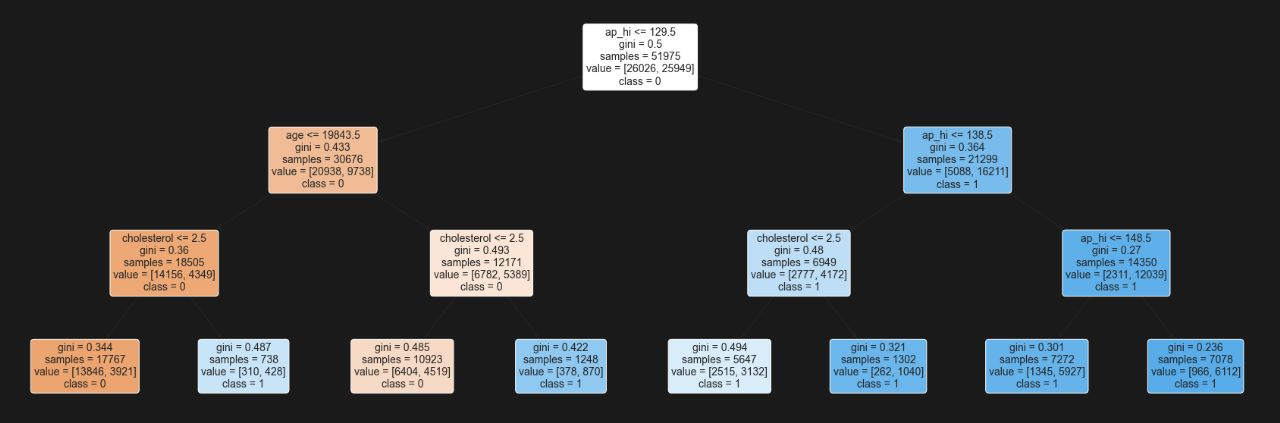 ap_hi <= 129.5
gini = 0.5
samples = 51975
value = [26026, 25949]
class = 0
age <= 19843.5
gini = 0.433
samples = 30676
value = [20938, 9738]
class = 0
ap_hi <= 138.5
gini = 0.364
samples = 21299
value = [5088, 16211]
class = 1
cholesterol <= 2.5
gini = 0.36
samples = 18505
value = [14156, 4349]
class = 0
cholesterol <= 2.5
gini = 0.493
samples = 12171
value = [6782, 5389]
class = 0
cholesterol <= 2.5
gini = 0.48
samples = 6949
value = [2777, 4172]
class = 1
ap_hi <= 148.5
gini = 0.27
samples = 14350
value = [2311, 12039]
class = 1
gini = 0.344
samples = 17767
value = [13846, 3921]
class = 0
gini = 0.487
samples = 738
value = [310, 428]
class = 1
gini = 0.485
samples = 10923
value = [6404, 4519]
class = 0
gini = 0.422
samples = 1248
value = [378, 870]
class = 1
gini = 0.494
samples = 5647
value = [2515, 3132]
class = 1
gini = 0.321
samples = 1302
value = [262, 1040]
class = 1
gini = 0.301
samples = 7272
value = [1345, 5927]
class = 1
gini = 0.236
samples = 7078
value = [966, 6112]
class = 1